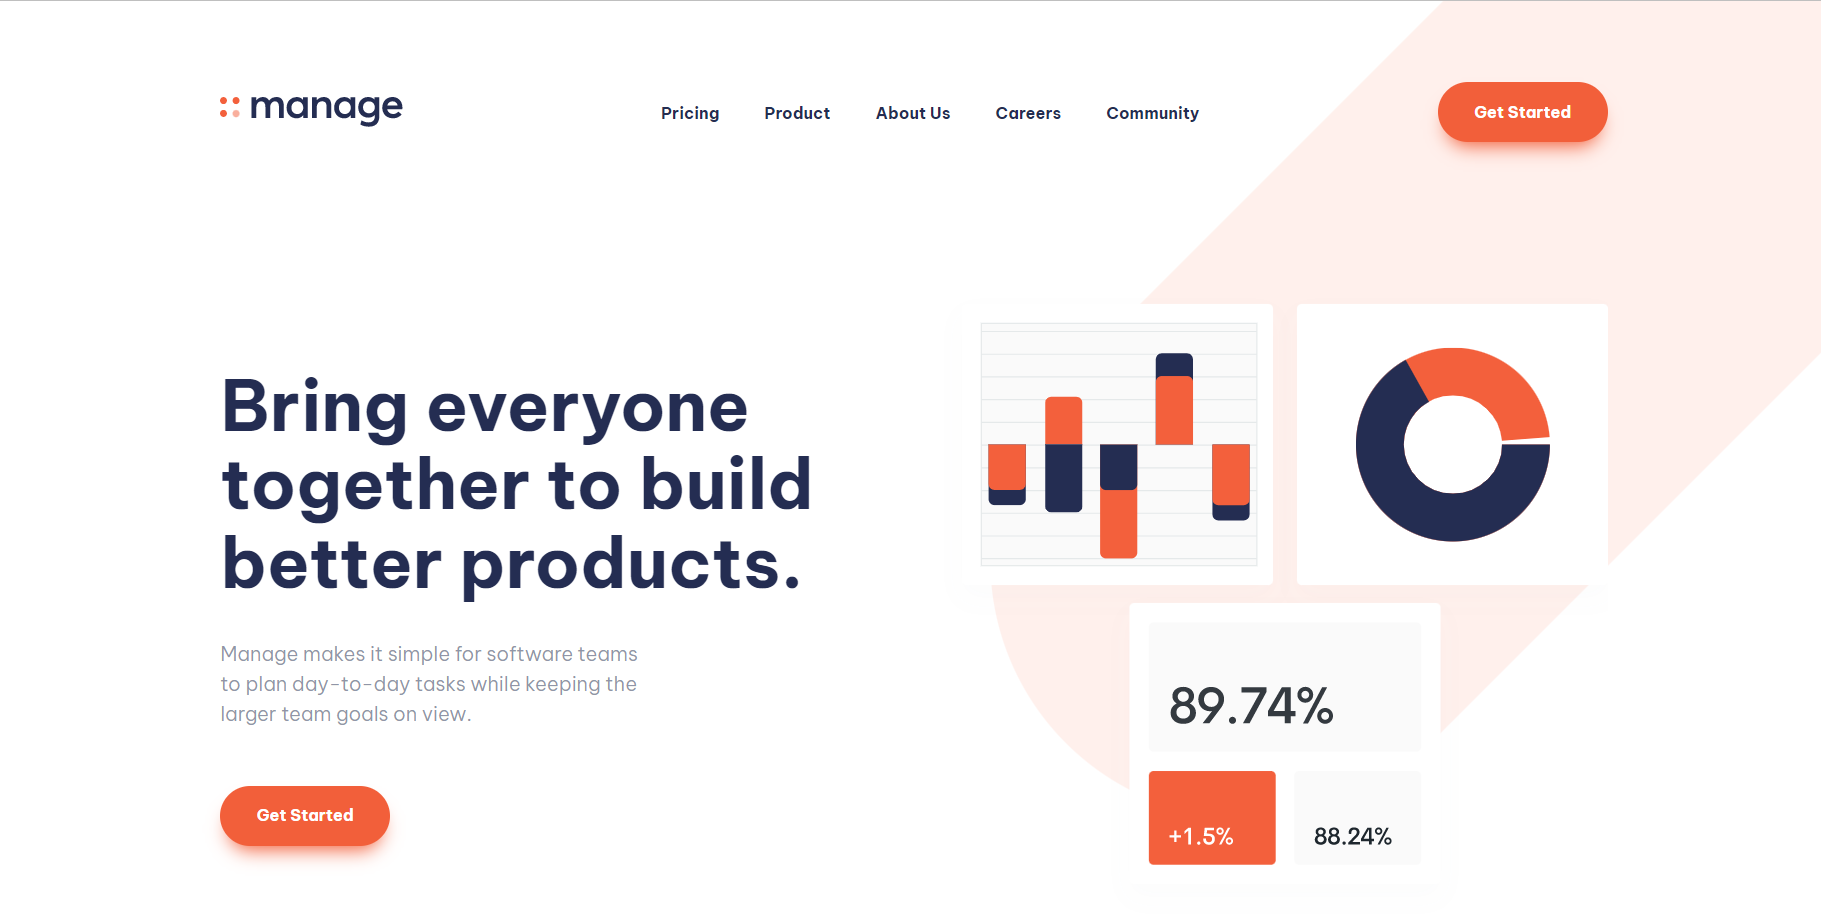 manage
Pricing Product About Us Careers Community
Get Started
Bring everyone
together to build
better products.
Manage makes it simple for software teams
to plan day-to-day tasks while keeping the
larger team goals on view.
Get Started
89.74%
+1.5%
88.24%